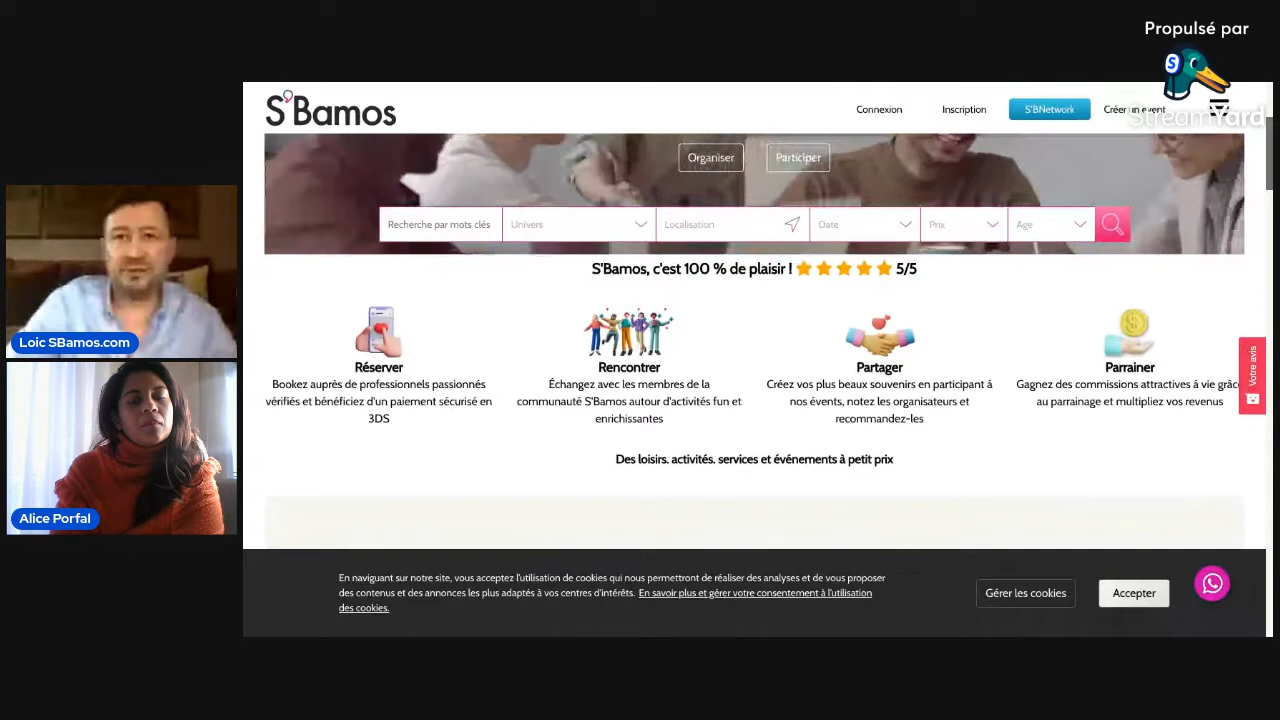 Propulsé par
StreamYard
S'Bamos
Connexion
Inscription
S'BNetwork
Créer un event
Organiser
Participer
Recherche par mots clés
Univers
Localisation
Date
Prix
Age
S'Bamos, c'est 100 % de plaisir ! 5/5
Réserver
Bookez auprès de professionnels passionnés
vérifiés et bénéficiez d'un paiement sécurisé en
3DS
Rencontrer
Échangez avec les membres de la
communauté S'Bamos autour d'activités fun et
enrichissantes
Partager
Créez vos plus beaux souvenirs en participant á
nos évents, notez les organisateurs et
recommandez-les
Parrainer
Gagnez des commissions attractives á vie grâc
au parrainage et multipliez vos revenus
Votre avis
Des loisirs. activités. services et événements à petit prix
Loic SBamos.com
Alice Porfal
En naviguant sur notre site, vous acceptez l'utilisation de cookies qui nous permettront de réaliser des analyses et de vous proposer
des contenus et des annonces les plus adaptés à vos centres d'intérêts. En savoir plus et gérer votre consentement à l'utilisation
des cookies.
Gérer les cookies
Accepter